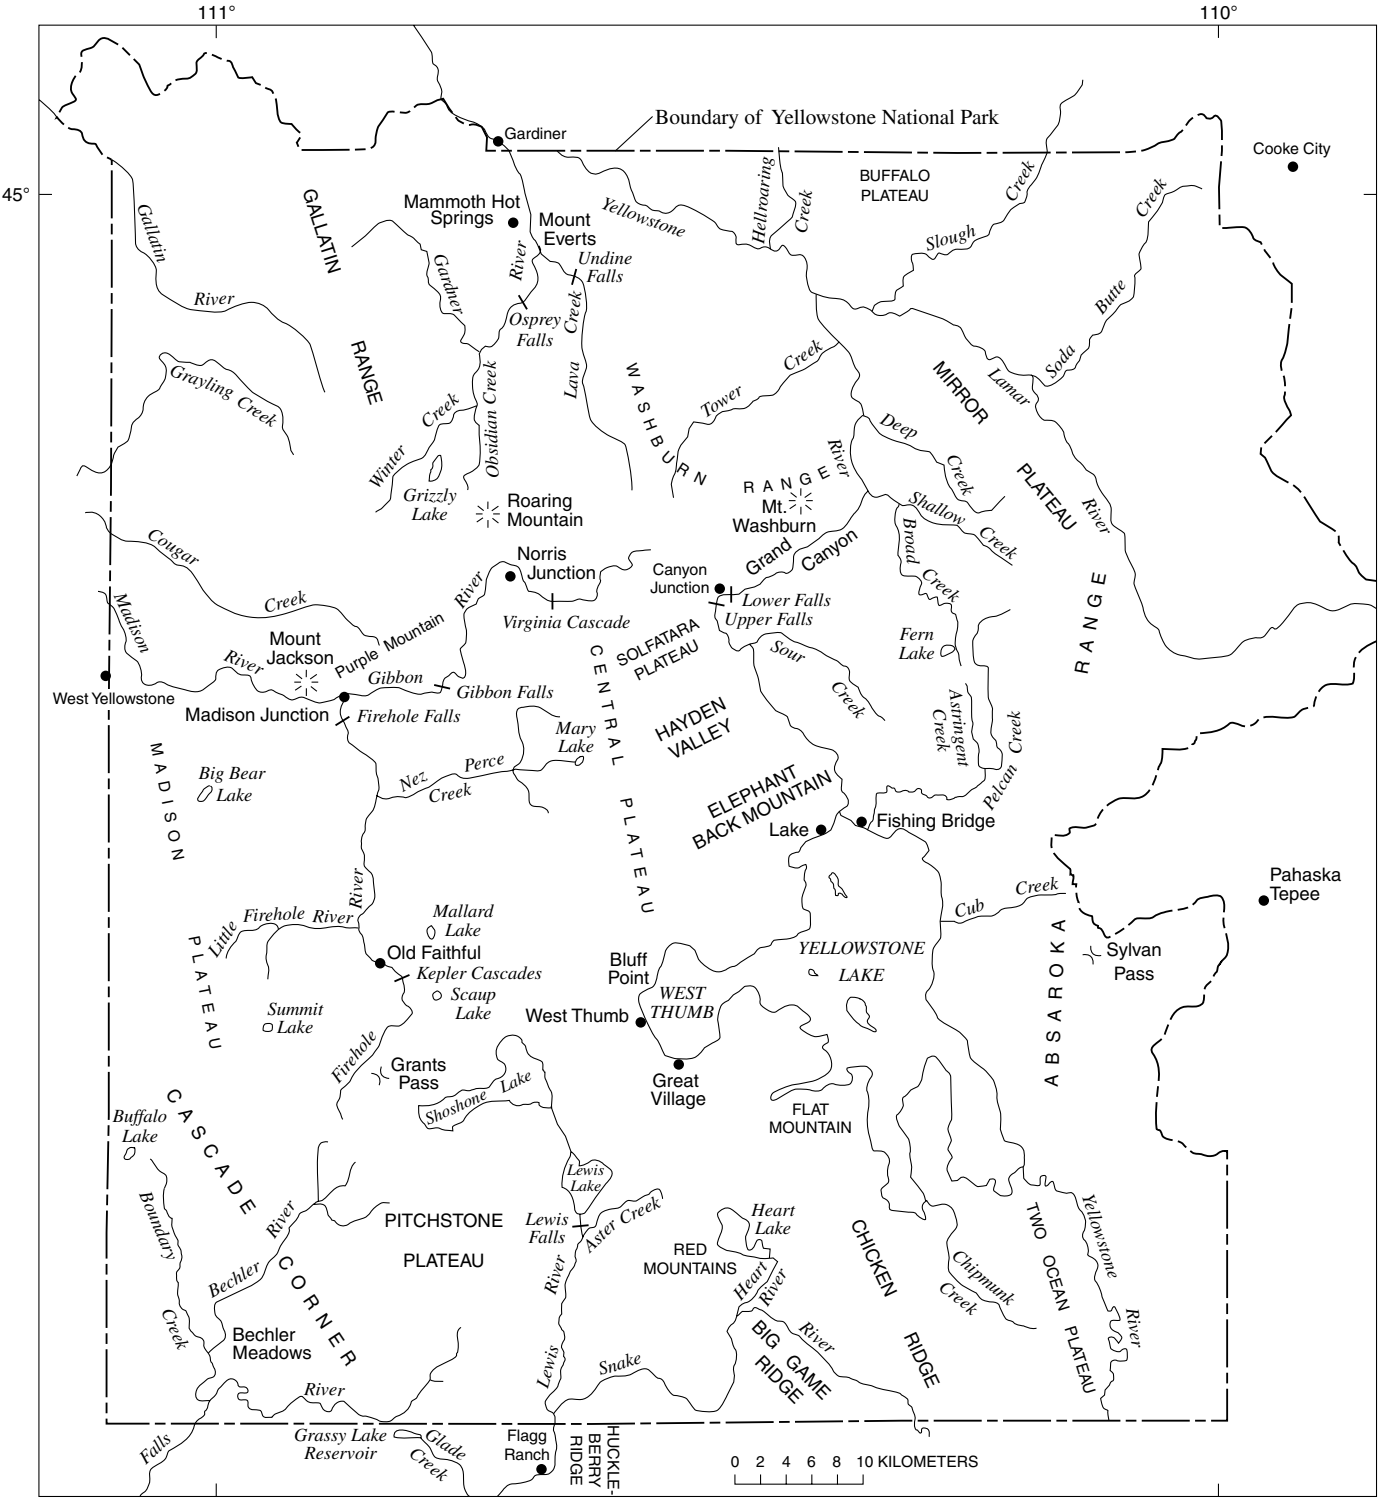 111°
110°
45°
Boundary of Yellowstone National Park
Gardiner
Cooke City
BUFFALO
PLATEAU
Hellroaring
Creek
Slough
Creek
Creek
Butte
Soda
Mammoth Hot
Springs
Mount
Everts
Yellowstone
GALLATIN
RANGE
Gallatin
River
Gardner
River
Undine
Falls
Osprey
Falls
Creek
Lava
Grayling
Creek
Winter
Creek
Obsidian Creek
Grizzly
Lake
Roaring
Mountain
WASHBURN
RANGE
Tower
Creek
MIRROR
PLATEAU
Lamar
River
Deep
Creek
River
Mt.
Washburn
Shallow
Creek
Broad
Creek
Grand
Canyon
Cougar
Creek
Norris
Junction
Canyon
Junction
Lower Falls
Upper Falls
Virginia Cascade
Madison
River
Mount
Jackson
Purple Mountain
River
Gibbon
Gibbon Falls
West Yellowstone
Madison Junction
Firehole Falls
SOLFATARA
PLATEAU
Sour
Creek
Fern
Lake
Astringent
Creek
Pelcan
Creek
RANGE
ABSAROKA
CENTRAL
PLATEAU
HAYDEN
VALLEY
Mary
Lake
Nez
Perce
Creek
Big Bear
Lake
MADISON
PLATEAU
ELEPHANT
BACK MOUNTAIN
Lake
Fishing Bridge
Pahaska
Tepee
Cub
Creek
Sylvan
Pass
River
Little
Firehole
River
Mallard
Lake
Old Faithful
Kepler Cascades
Scaup
Lake
Summit
Lake
Firehole
Grants
Pass
Bluff
Point
YELLOWSTONE
LAKE
WEST
THUMB
West Thumb
Great
Village
Shoshone
Lake
FLAT
MOUNTAIN
Buffalo
Lake
CASCADE
CORNER
Boundary
Creek
Bechler
River
Bechler
Meadows
PITCHSTONE
PLATEAU
Lewis
Lake
Lewis
Falls
Aster Creek
River
Lewis
RED
MOUNTAINS
Heart
Lake
Heart
River
CHICKEN
RIDGE
Chipmunk
Creek
TWO
OCEAN
PLATEAU
Yellowstone
River
BIG GAME
RIDGE
River
Snake
River
Falls
Grassy Lake
Reservoir
Glade
Creek
Flagg
Ranch
HUCKLE-
BERRY
RIDGE
0 2 4 6 8 10 KILOMETERS